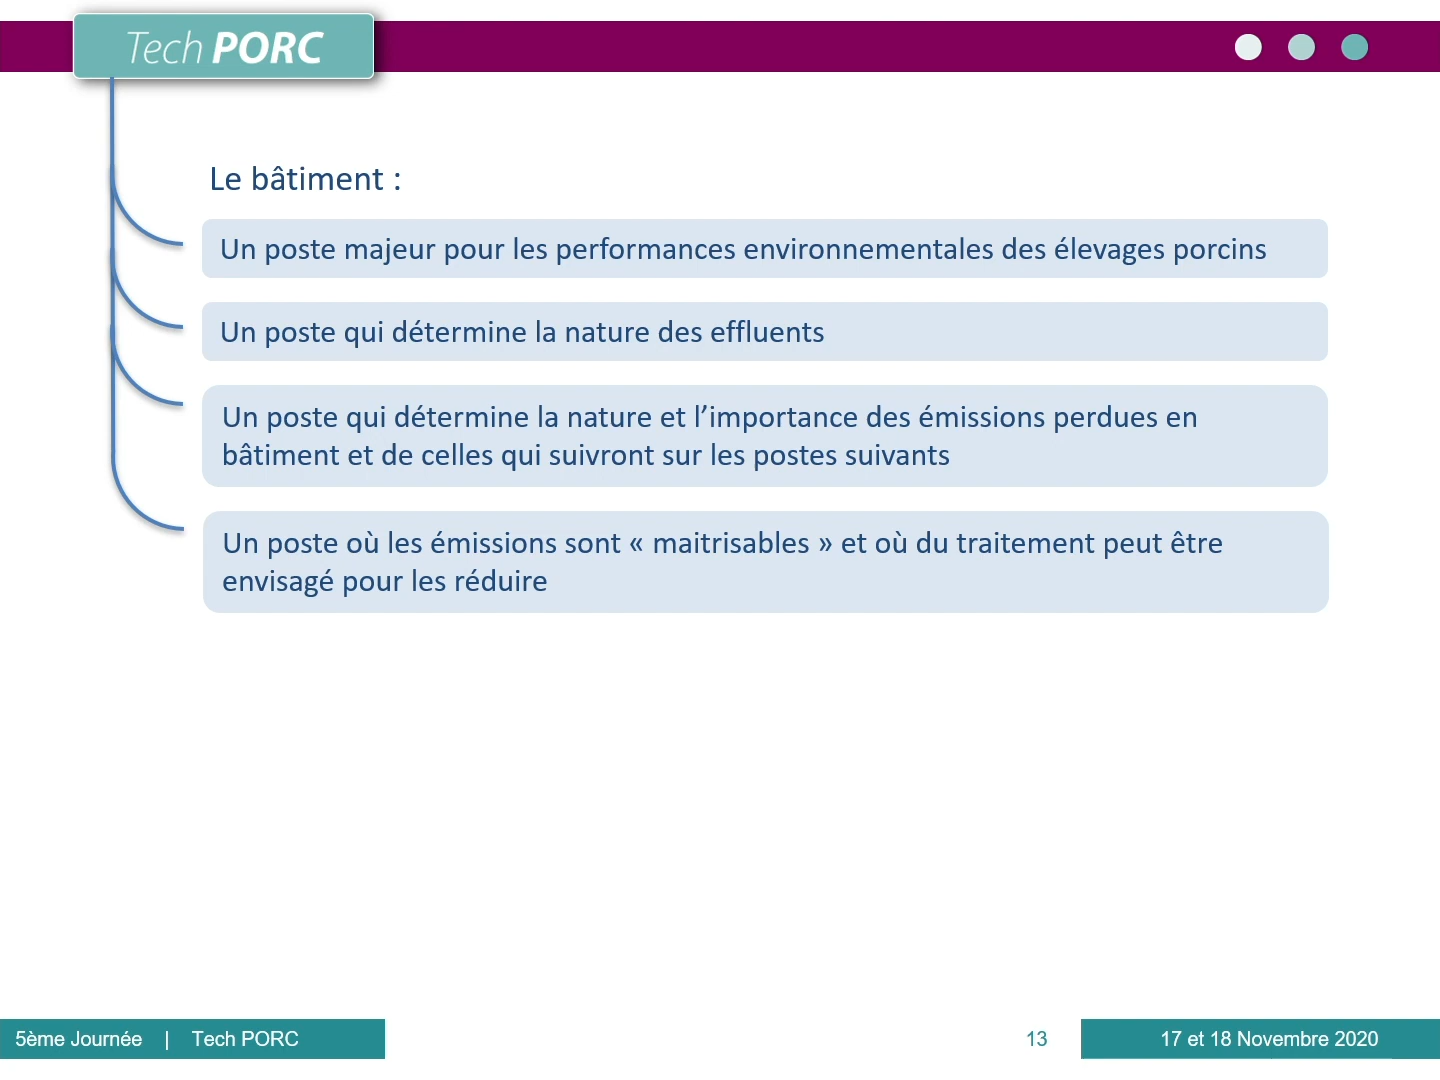 Tech PORC
Le bâtiment :
Un poste majeur pour les performances environnementales des élevages porcins
Un poste qui détermine la nature des effluents
Un poste qui détermine la nature et l’importance des émissions perdues en
bâtiment et de celles qui suivront sur les postes suivants
Un poste où les émissions sont « maitrisables » et où du traitement peut être
envisagé pour les réduire
5ème Journée | Tech PORC
13
17 et 18 Novembre 2020